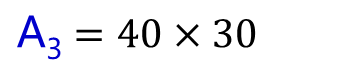 A₃ = 40 × 30